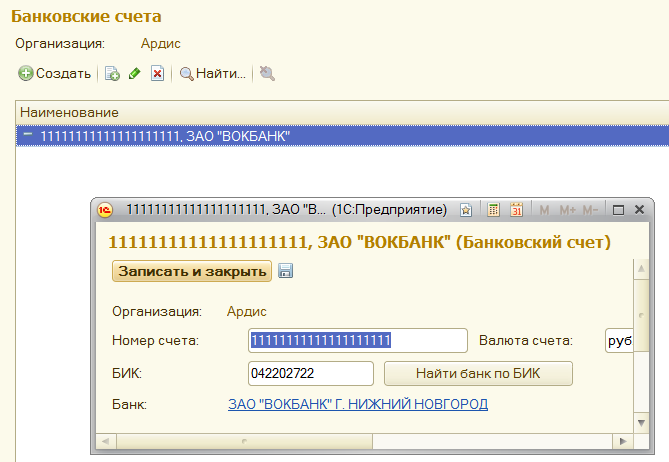 Банковские счета
Организация: Ардис
Создать Найти...
Наименование
11111111111111111111, ЗАО "ВОКБАНК"
11111111111111111111, ЗАО "В... (1С:Предприятие) 31 M M+ M-
11111111111111111111, ЗАО "ВОКБАНК" (Банковский счет)
Записать и закрыть
Организация: Ардис
Номер счета: 11111111111111111111 Валюта счета: руб
БИК: 042202722 Найти банк по БИК
Банк: ЗАО "ВОКБАНК" Г. НИЖНИЙ НОВГОРОД